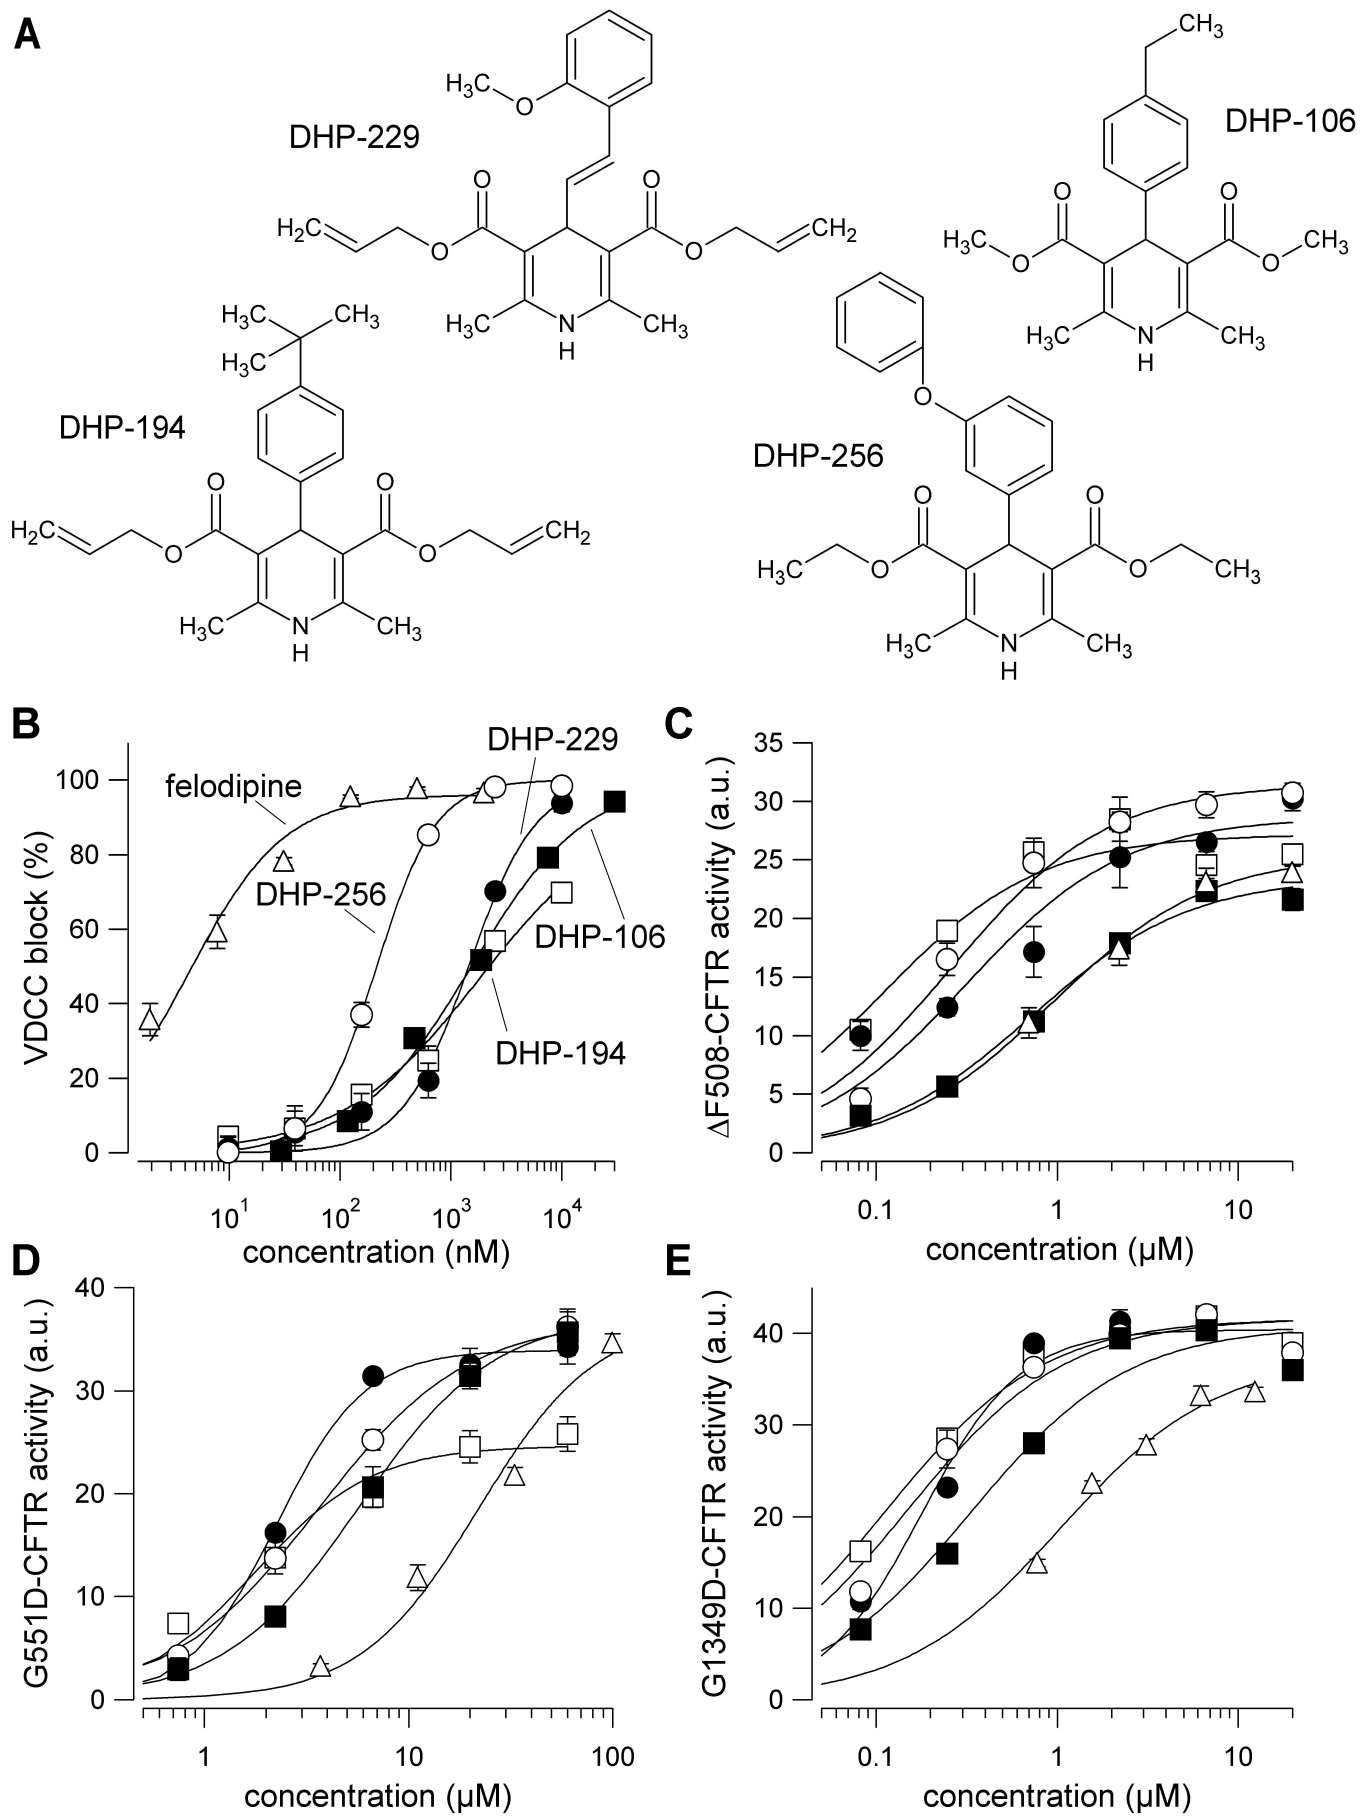 A
H₃C
O
DHP-229
O
O
H₂C
O
O
CH₂
H₃C
N
H
CH₃
CH₃
DHP-106
O
O
H₃C
O
O
CH₃
H₃C
N
H
CH₃
H₃C
CH₃
H₃C
DHP-194
O
O
H₂C
O
O
CH₂
H₃C
N
H
CH₃
O
DHP-256
O
O
H₃C
O
O
CH₃
H₃C
N
H
CH₃
B
VDCC block (%)
100
80
60
40
20
0
felodipine
DHP-229
DHP-256
DHP-106
DHP-194
10¹ 10² 10³ 10⁴
concentration (nM)
C
ΔF508-CFTR activity (a.u.)
35
30
25
20
15
10
5
0
0.1 1 10
concentration (µM)
D
G551D-CFTR activity (a.u.)
40
30
20
10
0
1 10 100
concentration (µM)
E
G1349D-CFTR activity (a.u.)
40
30
20
10
0
0.1 1 10
concentration (µM)